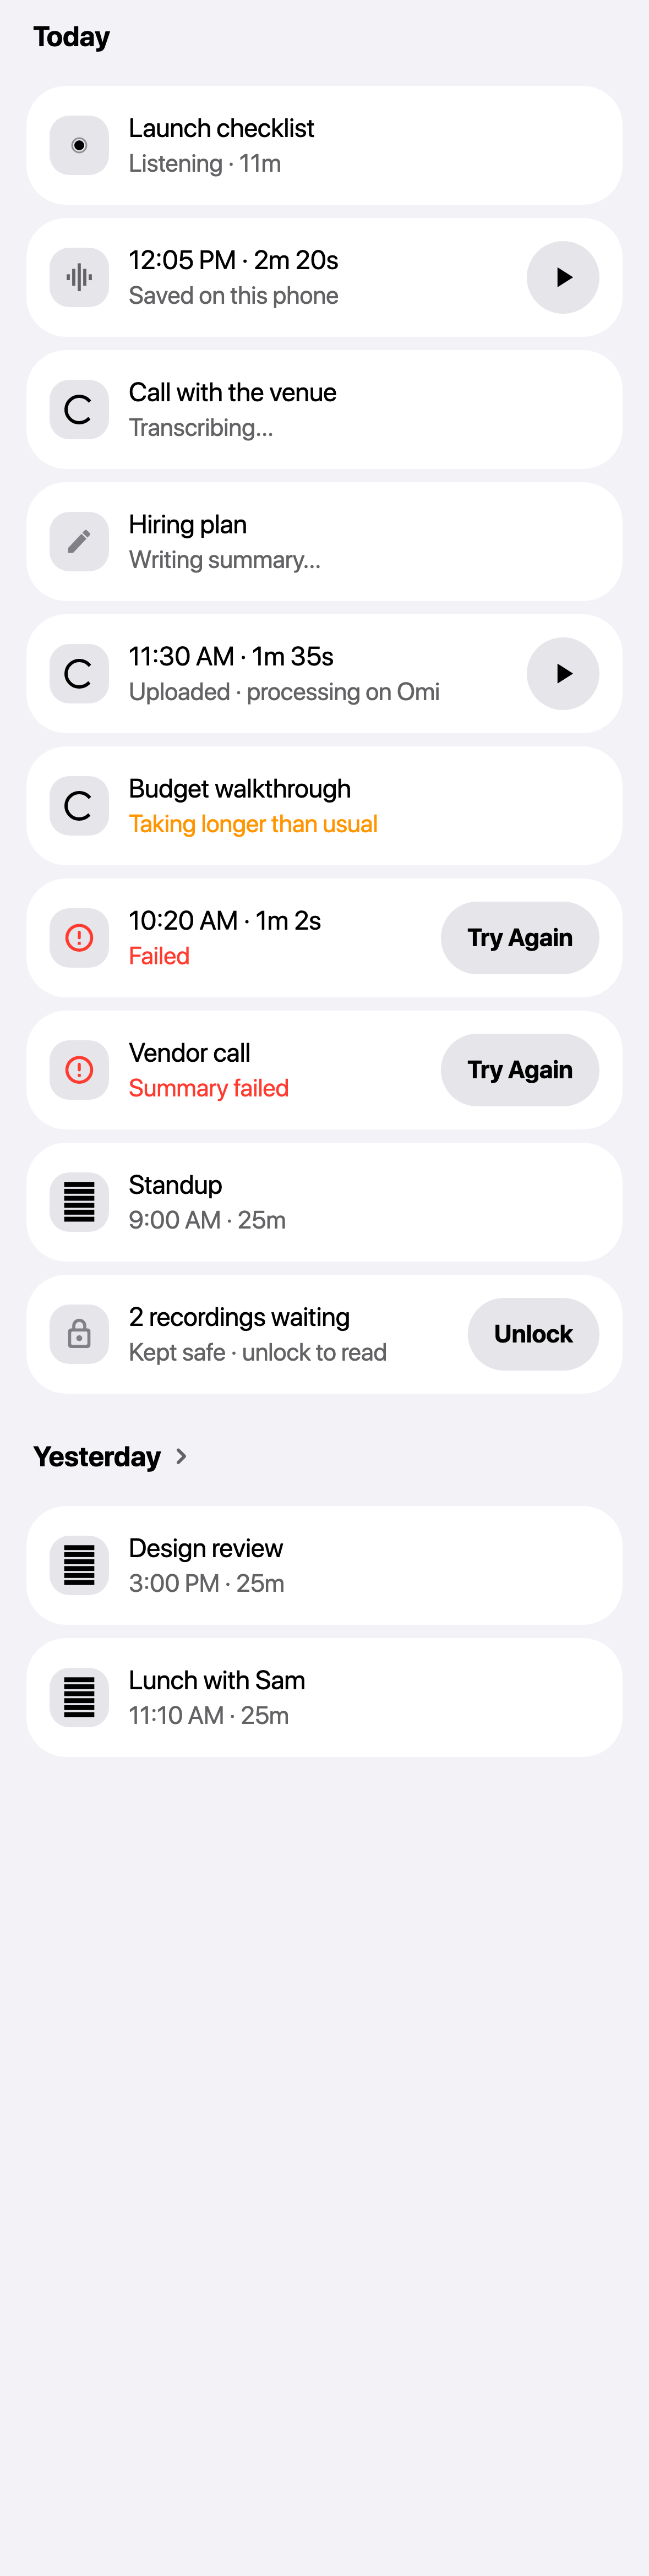 Today
Launch checklist
Listening · 11m
12:05 PM · 2m 20s
Saved on this phone
Call with the venue
Transcribing...
Hiring plan
Writing summary...
11:30 AM · 1m 35s
Uploaded · processing on Omi
Budget walkthrough
Taking longer than usual
10:20 AM · 1m 2s
Failed
Try Again
Vendor call
Summary failed
Try Again
Standup
9:00 AM · 25m
2 recordings waiting
Kept safe · unlock to read
Unlock
Yesterday
Design review
3:00 PM · 25m
Lunch with Sam
11:10 AM · 25m